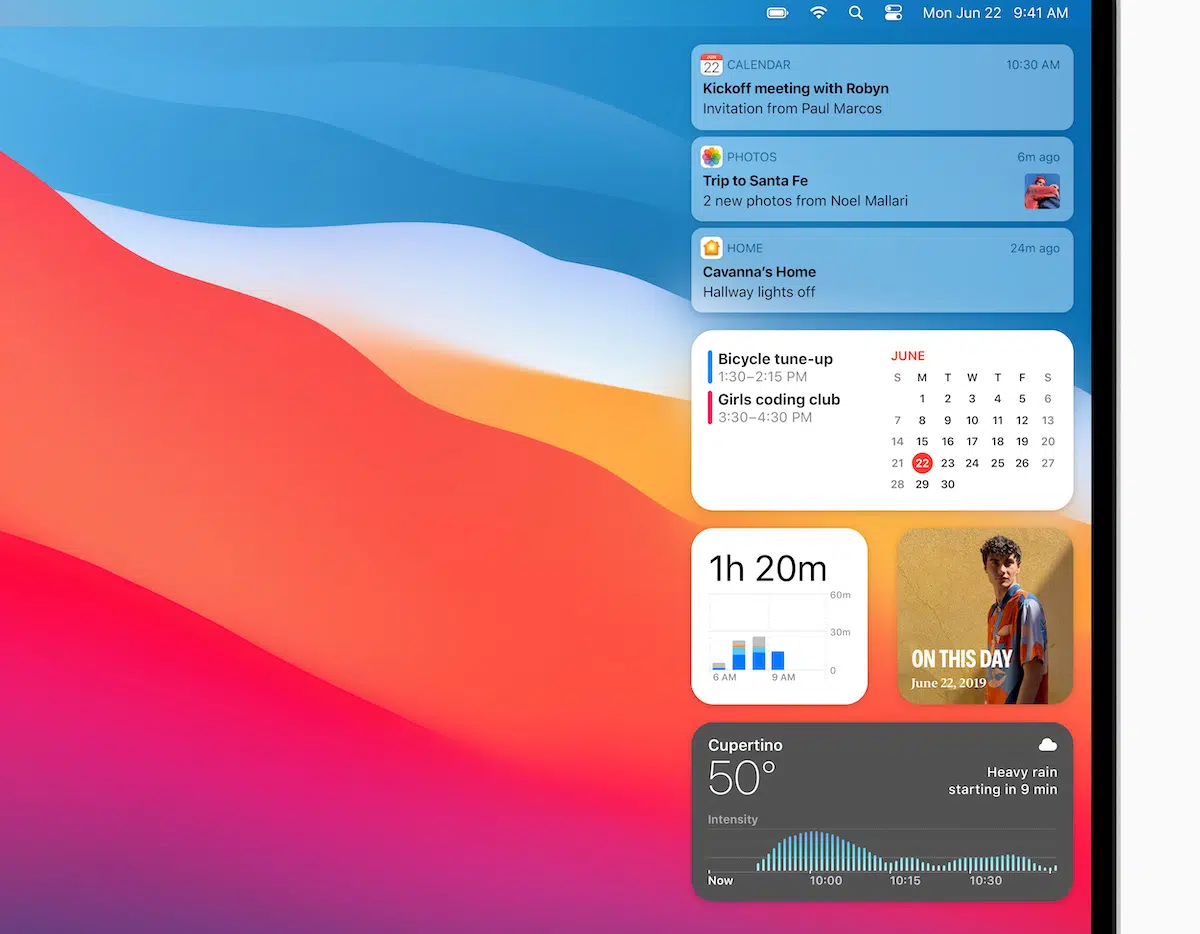 Mon Jun 22 9:41 AM
JUN
22
CALENDAR 10:30 AM
Kickoff meeting with Robyn
Invitation from Paul Marcos
PHOTOS 6m ago
Trip to Santa Fe
2 new photos from Noel Mallari
HOME 24m ago
Cavanna’s Home
Hallway lights off
Bicycle tune-up
1:30–2:15 PM
Girls coding club
3:30–4:30 PM
JUNE
S M T W T F S
1 2 3 4 5 6
7 8 9 10 11 12 13
14 15 16 17 18 19 20
21 22 23 24 25 26 27
28 29 30
1h 20m
60m
30m
0
6 AM 9 AM
ON THIS DAY
June 22, 2019
Cupertino
50°
Heavy rain
starting in 9 min
Intensity
Now 10:00 10:15 10:30